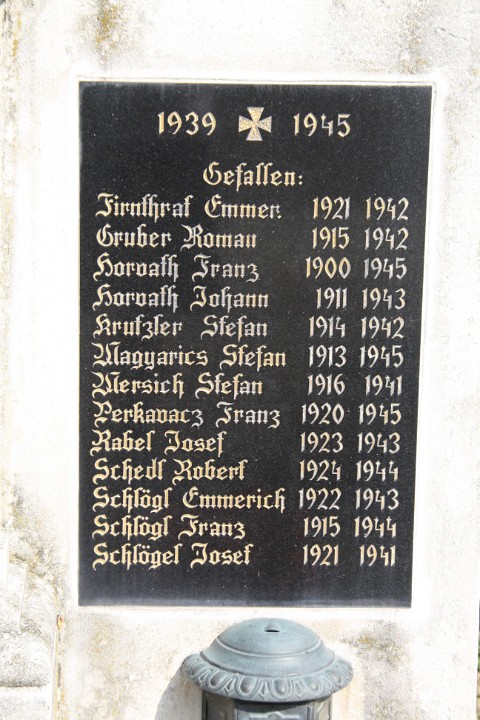 1939 1945
Gefallen:
Firnthraf Emmer. 1921 1942
Gruber Roman 1915 1942
Horvath Franz 1900 1945
Horvath Johann 1911 1943
Krutzler Stefan 1914 1942
Magyarics Stefan 1913 1945
Mersich Stefan 1916 1941
Perkavacz Franz 1920 1945
Rabel Josef 1923 1943
Schedl Robert 1924 1944
Schlögl Emmerich 1922 1943
Schlögl Franz 1915 1944
Schlögel Josef 1921 1941